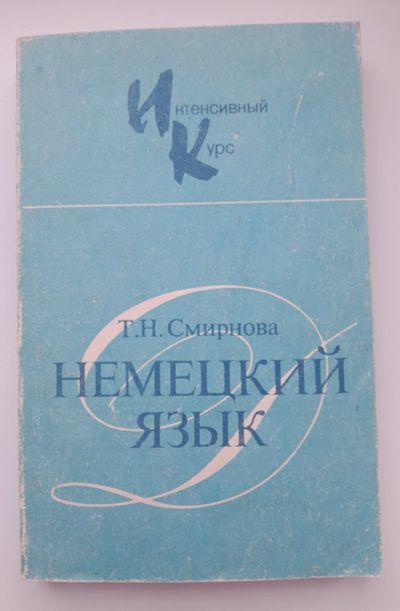 Интенсивный
Курс
Т.Н. Смирнова
НЕМЕЦКИЙ
ЯЗЫК
D